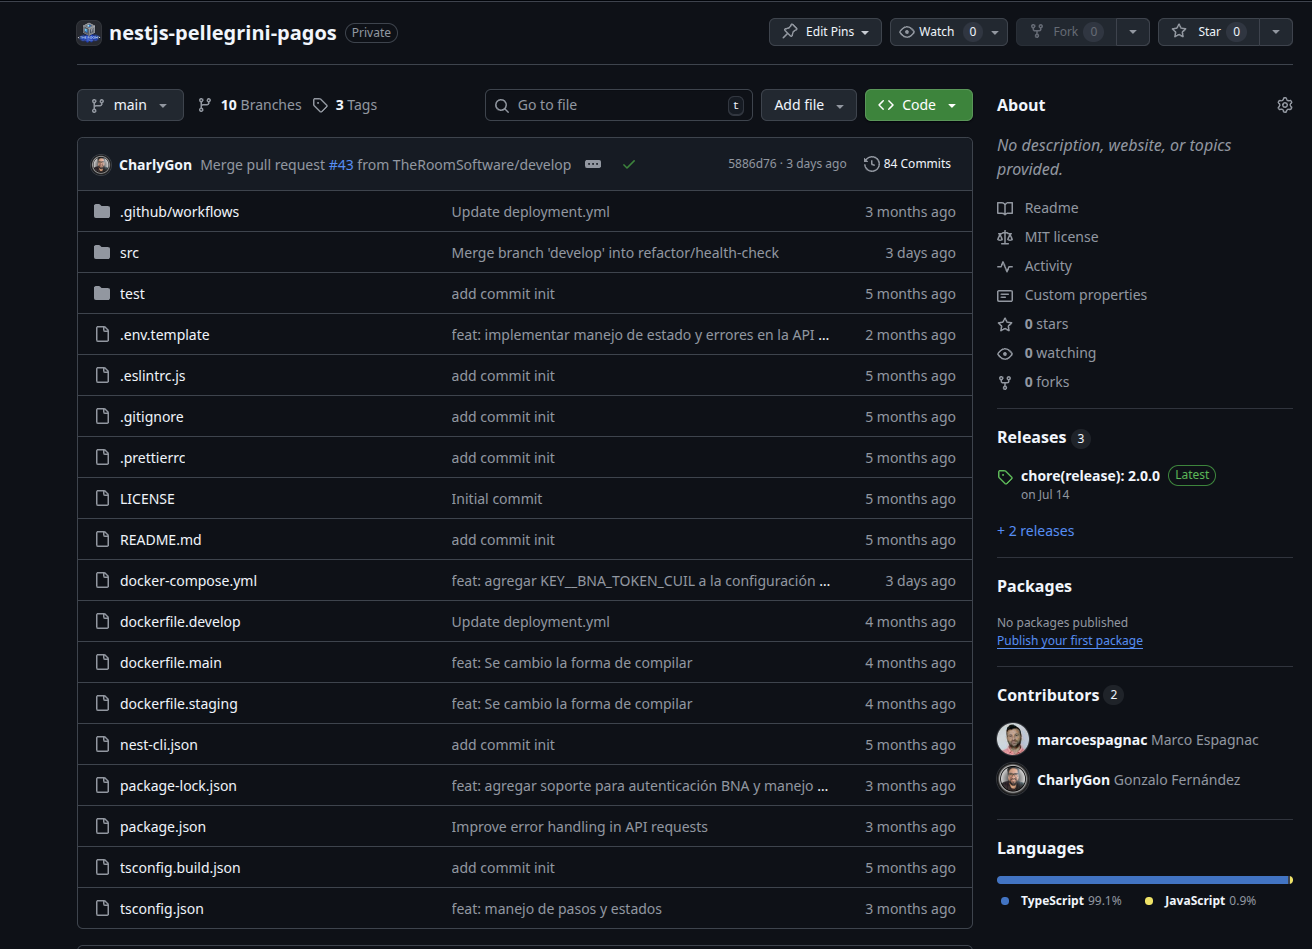 nestjs-pellegrini-pagos Private Edit Pins Watch 0 Fork 0 Star 0
main 10 Branches 3 Tags Go to file t Add file Code
CharlyGon Merge pull request #43 from TheRoomSoftware/develop 5886d76 · 3 days ago 84 Commits
.github/workflows Update deployment.yml 3 months ago
src Merge branch 'develop' into refactor/health-check 3 days ago
test add commit init 5 months ago
.env.template feat: implementar manejo de estado y errores en la API ... 2 months ago
.eslintrc.js add commit init 5 months ago
.gitignore add commit init 5 months ago
.prettierrc add commit init 5 months ago
LICENSE Initial commit 5 months ago
README.md add commit init 5 months ago
docker-compose.yml feat: agregar KEY__BNA_TOKEN_CUIL a la configuración ... 3 days ago
dockerfile.develop Update deployment.yml 4 months ago
dockerfile.main feat: Se cambio la forma de compilar 4 months ago
dockerfile.staging feat: Se cambio la forma de compilar 4 months ago
nest-cli.json add commit init 5 months ago
package-lock.json feat: agregar soporte para autenticación BNA y manejo ... 3 months ago
package.json Improve error handling in API requests 3 months ago
tsconfig.build.json add commit init 5 months ago
tsconfig.json feat: manejo de pasos y estados 3 months ago
About
No description, website, or topics
provided.
Readme
MIT license
Activity
Custom properties
0 stars
0 watching
0 forks
Releases 3
chore(release): 2.0.0 Latest
on Jul 14
+ 2 releases
Packages
No packages published
Publish your first package
Contributors 2
marcoespagnac Marco Espagnac
CharlyGon Gonzalo Fernández
Languages
TypeScript 99.1% JavaScript 0.9%